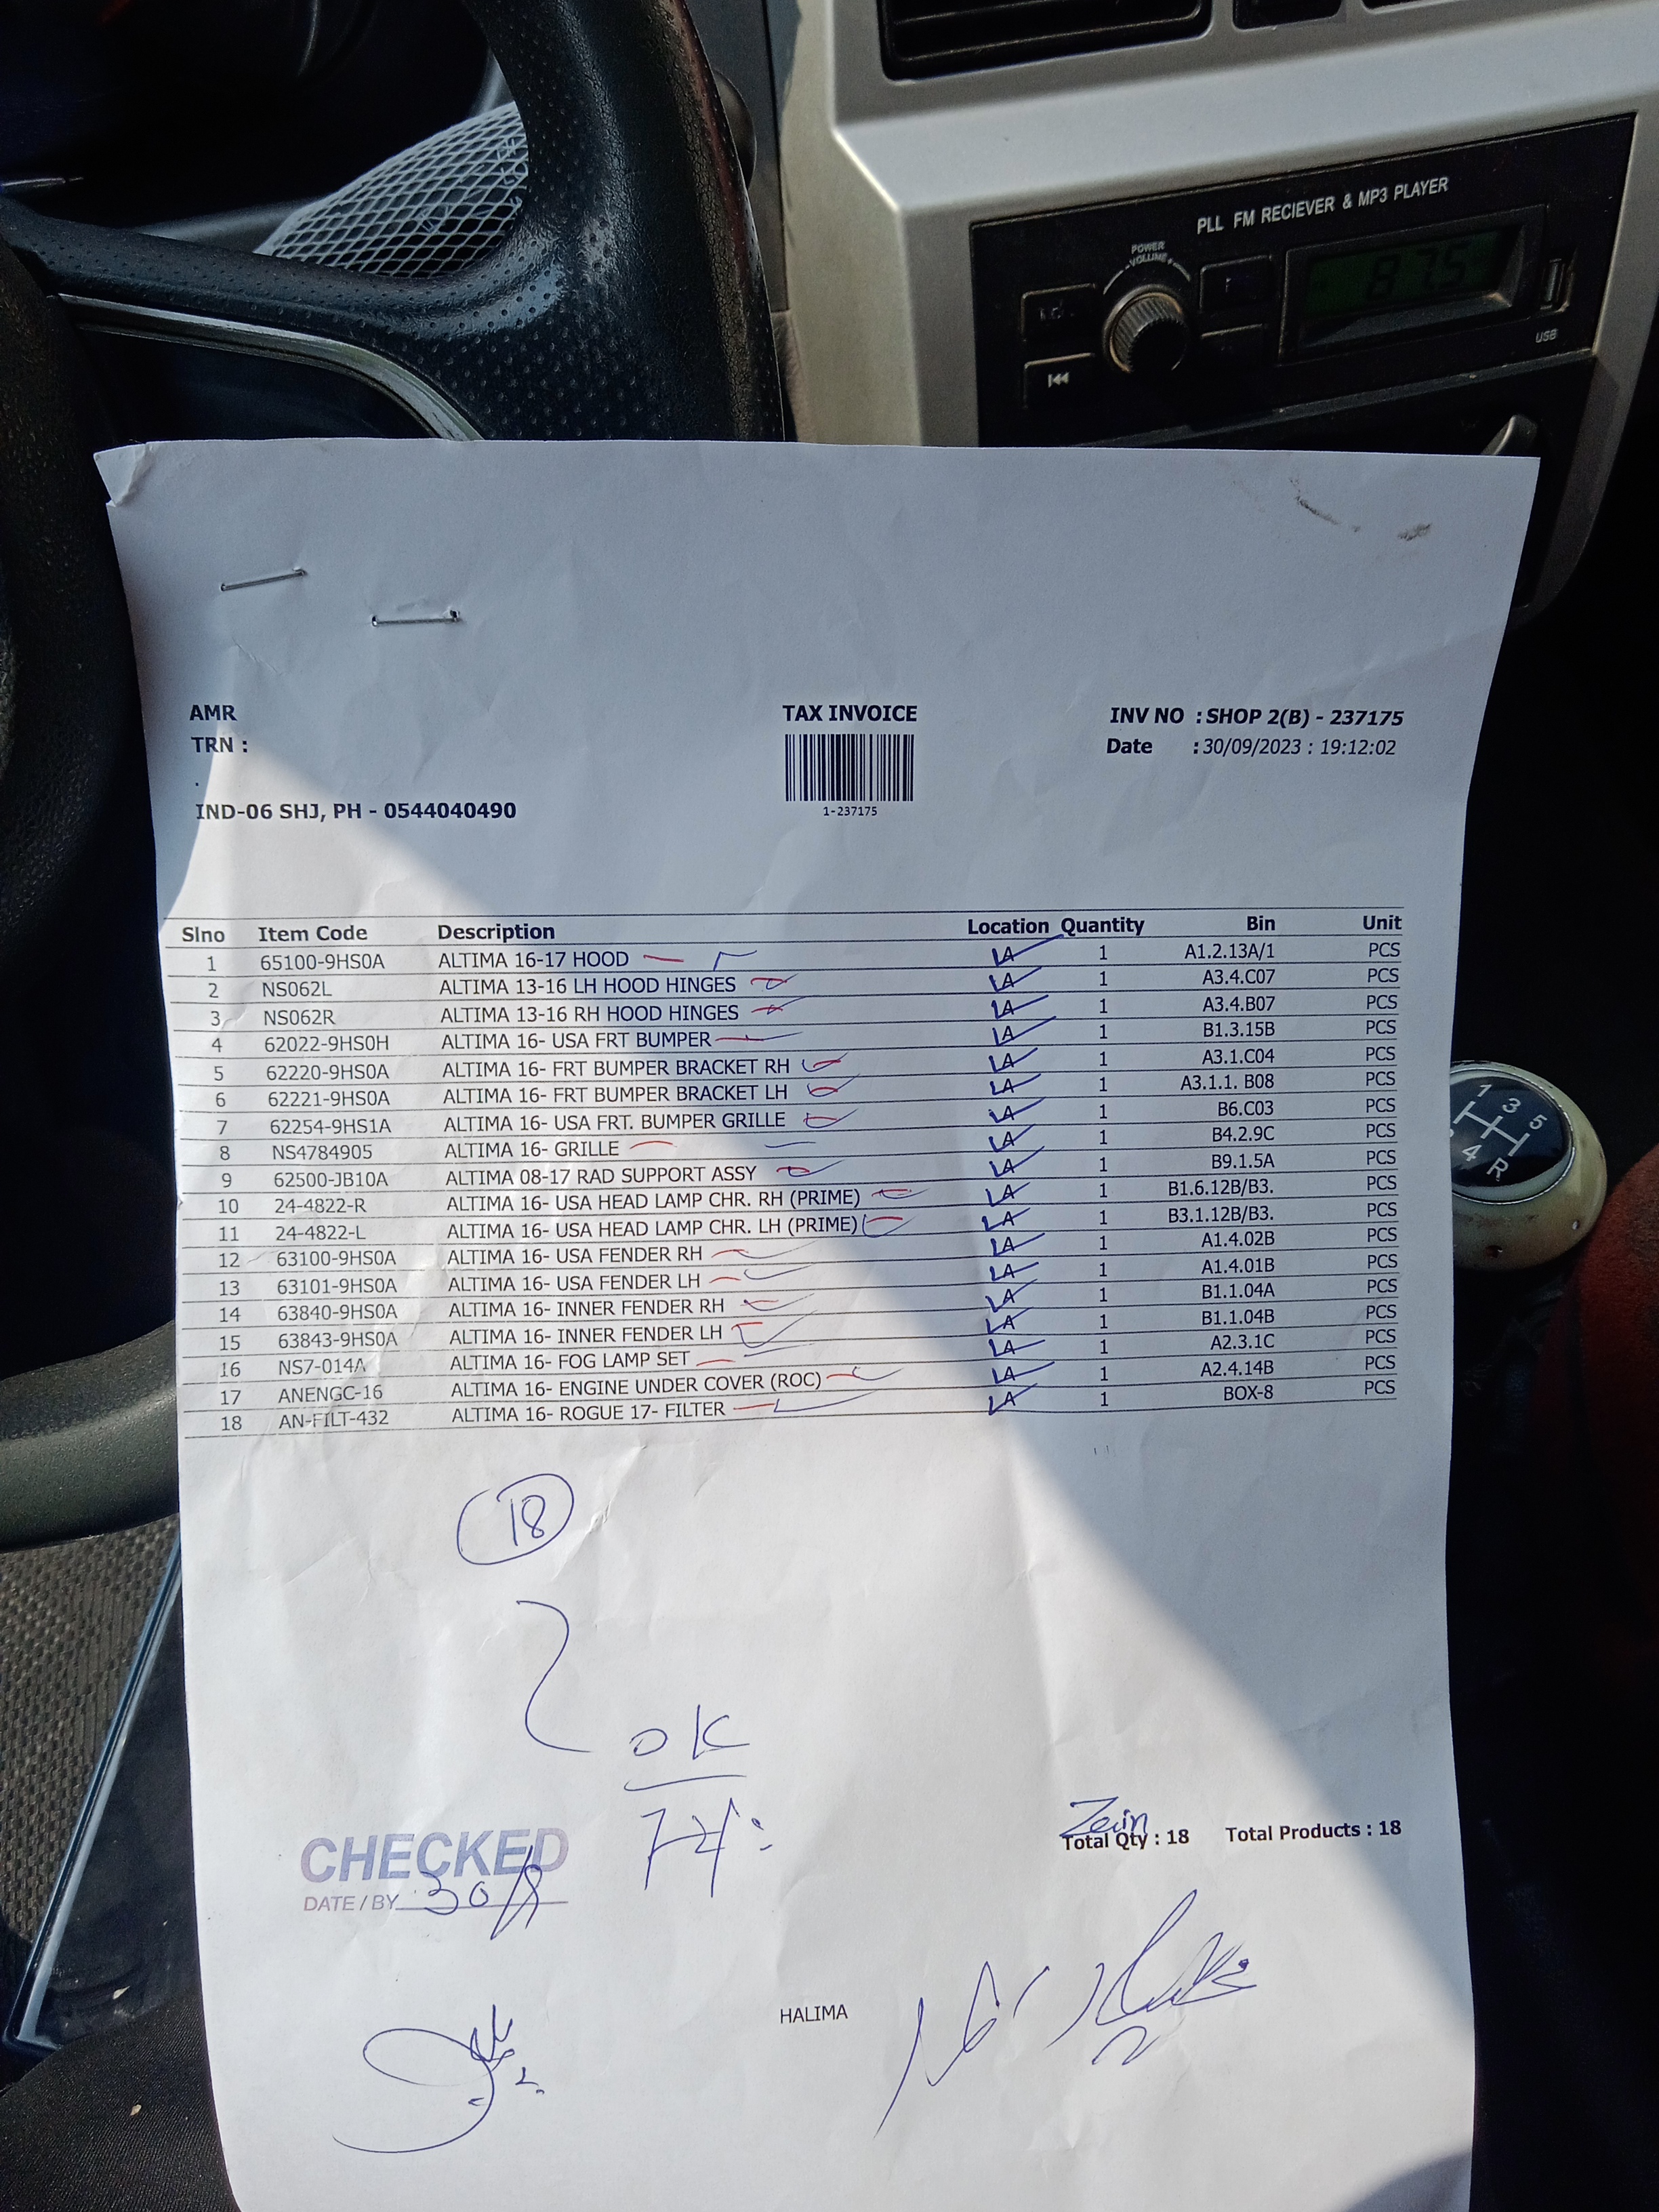 PLL FM RECIEVER & MP3 PLAYER
POWER
VOLUME
87.5
USB
AMR
TRN :
.
IND-06 SHJ, PH - 0544040490
TAX INVOICE
1-237175
INV NO : SHOP 2(B) - 237175
Date : 30/09/2023 : 19:12:02
Slno Item Code Description Location Quantity Bin Unit
1 65100-9HS0A ALTIMA 16-17 HOOD LA 1 A1.2.13A/1 PCS
2 NS062L ALTIMA 13-16 LH HOOD HINGES LA 1 A3.4.C07 PCS
3 NS062R ALTIMA 13-16 RH HOOD HINGES LA 1 A3.4.B07 PCS
4 62022-9HS0H ALTIMA 16- USA FRT BUMPER LA 1 B1.3.15B PCS
5 62220-9HS0A ALTIMA 16- FRT BUMPER BRACKET RH LA 1 A3.1.C04 PCS
6 62221-9HS0A ALTIMA 16- FRT BUMPER BRACKET LH LA 1 A3.1.1. B08 PCS
7 62254-9HS1A ALTIMA 16- USA FRT. BUMPER GRILLE LA 1 B6.C03 PCS
8 NS4784905 ALTIMA 16- GRILLE LA 1 B4.2.9C PCS
9 62500-JB10A ALTIMA 08-17 RAD SUPPORT ASSY LA 1 B9.1.5A PCS
10 24-4822-R ALTIMA 16- USA HEAD LAMP CHR. RH (PRIME) LA 1 B1.6.12B/B3. PCS
11 24-4822-L ALTIMA 16- USA HEAD LAMP CHR. LH (PRIME) LA 1 B3.1.12B/B3. PCS
12 63100-9HS0A ALTIMA 16- USA FENDER RH LA 1 A1.4.02B PCS
13 63101-9HS0A ALTIMA 16- USA FENDER LH LA 1 A1.4.01B PCS
14 63840-9HS0A ALTIMA 16- INNER FENDER RH LA 1 B1.1.04A PCS
15 63843-9HS0A ALTIMA 16- INNER FENDER LH LA 1 B1.1.04B PCS
16 NS7-014A ALTIMA 16- FOG LAMP SET LA 1 A2.3.1C PCS
17 ANENGC-16 ALTIMA 16- ENGINE UNDER COVER (ROC) LA 1 A2.4.14B PCS
18 AN-FILT-432 ALTIMA 16- ROGUE 17- FILTER LA 1 BOX-8 PCS
18
OK
Zein
Total Qty : 18 Total Products : 18
CHECKED
DATE / BY 30/9
HALIMA
1 3 5
4 R